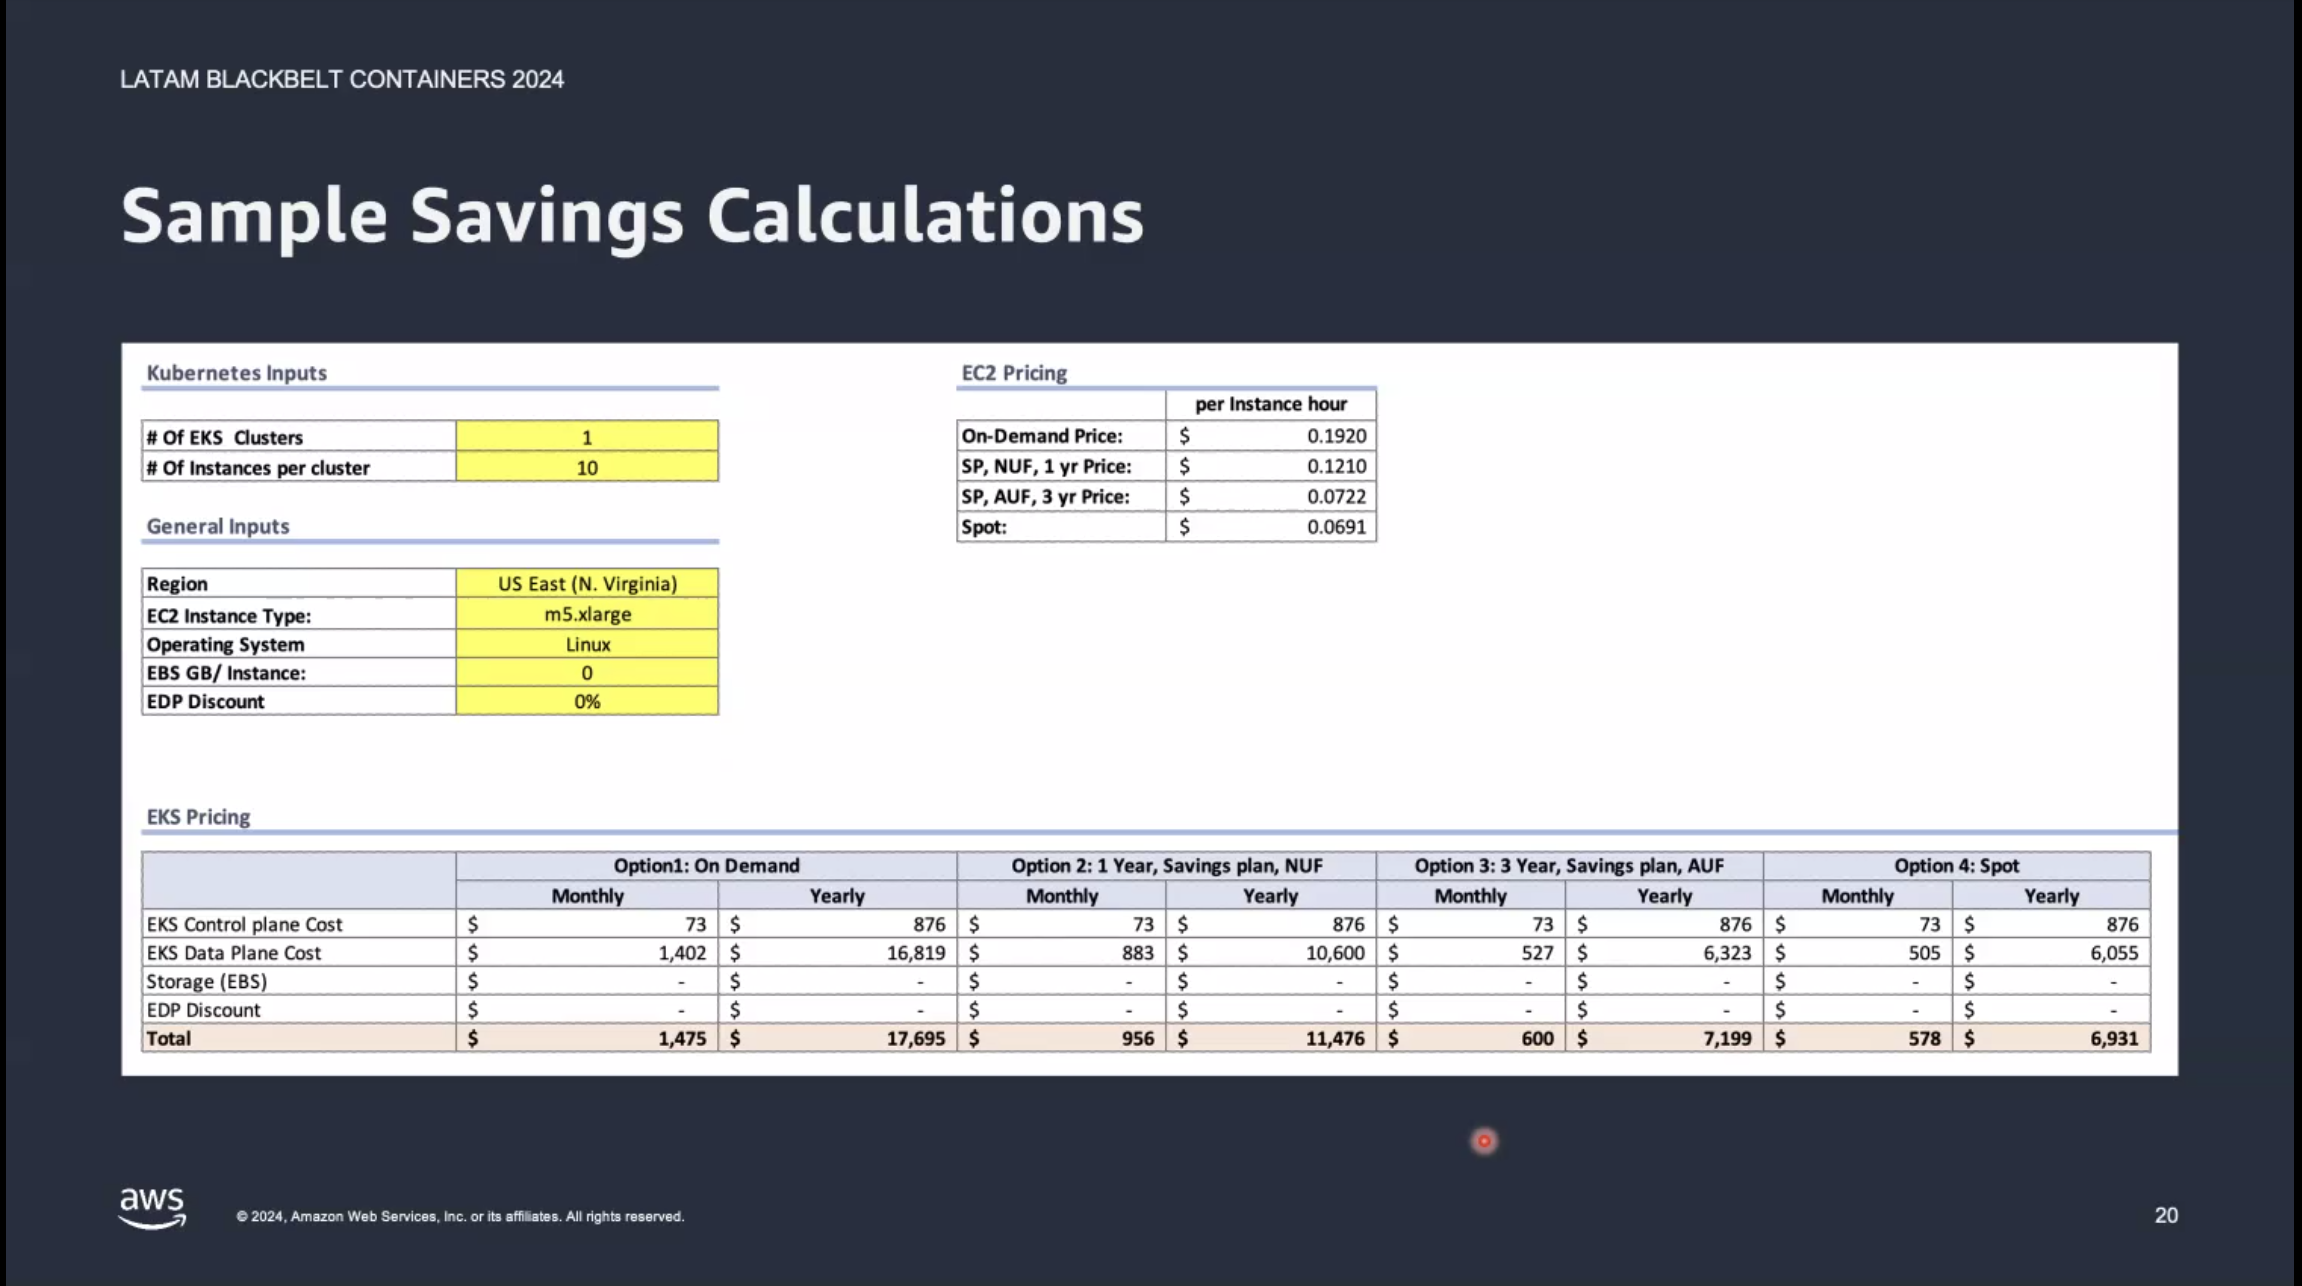 LATAM BLACKBELT CONTAINERS 2024
Sample Savings Calculations
Kubernetes Inputs
# Of EKS  Clusters 1
# Of Instances per cluster 10
General Inputs
Region US East (N. Virginia)
EC2 Instance Type: m5.xlarge
Operating System Linux
EBS GB/ Instance: 0
EDP Discount 0%
EC2 Pricing
per Instance hour
On-Demand Price: $ 0.1920
SP, NUF, 1 yr Price: $ 0.1210
SP, AUF, 3 yr Price: $ 0.0722
Spot: $ 0.0691
EKS Pricing
Option1: On Demand Option 2: 1 Year, Savings plan, NUF Option 3: 3 Year, Savings plan, AUF Option 4: Spot
Monthly Yearly Monthly Yearly Monthly Yearly Monthly Yearly
EKS Control plane Cost $ 73 $ 876 $ 73 $ 876 $ 73 $ 876 $ 73 $ 876
EKS Data Plane Cost $ 1,402 $ 16,819 $ 883 $ 10,600 $ 527 $ 6,323 $ 505 $ 6,055
Storage (EBS) $ - $ - $ - $ - $ - $ - $ - $ -
EDP Discount $ - $ - $ - $ - $ - $ - $ - $ -
Total $ 1,475 $ 17,695 $ 956 $ 11,476 $ 600 $ 7,199 $ 578 $ 6,931
aws
© 2024, Amazon Web Services, Inc. or its affiliates. All rights reserved.
20